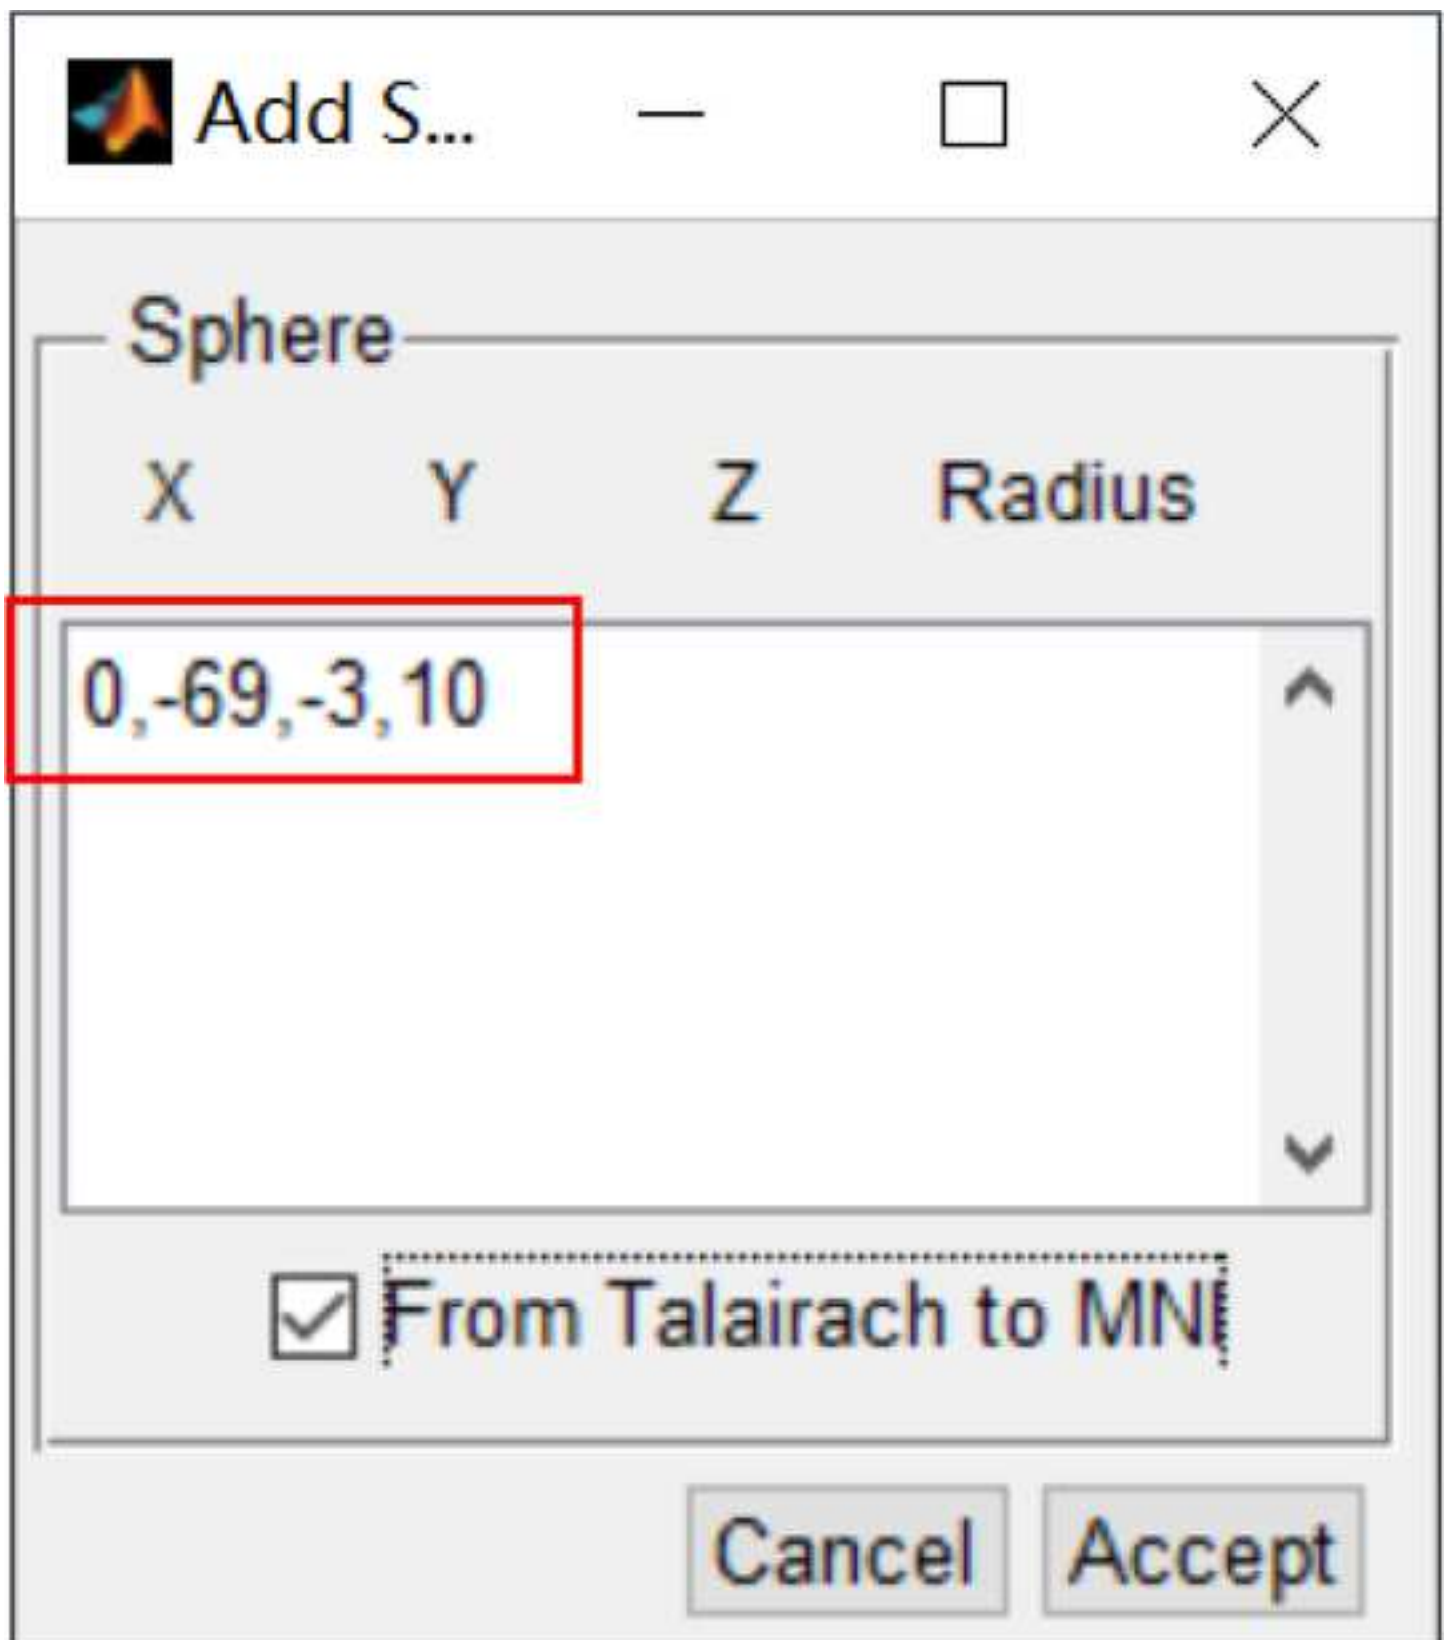 Add S...
Sphere
X Y Z Radius
0,-69,-3,10
From Talairach to MNI
Cancel Accept